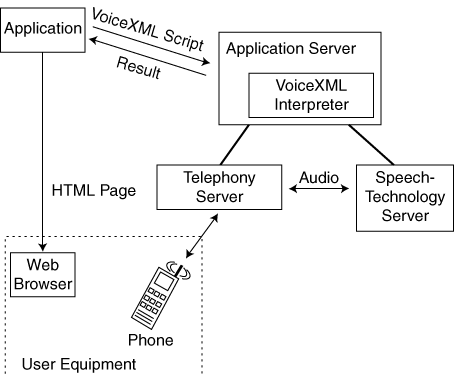 Application
VoiceXML Script
Result
Application Server
VoiceXML
Interpreter
Telephony
Server
Audio
Speech-
Technology
Server
HTML Page
Web
Browser
Phone
User Equipment